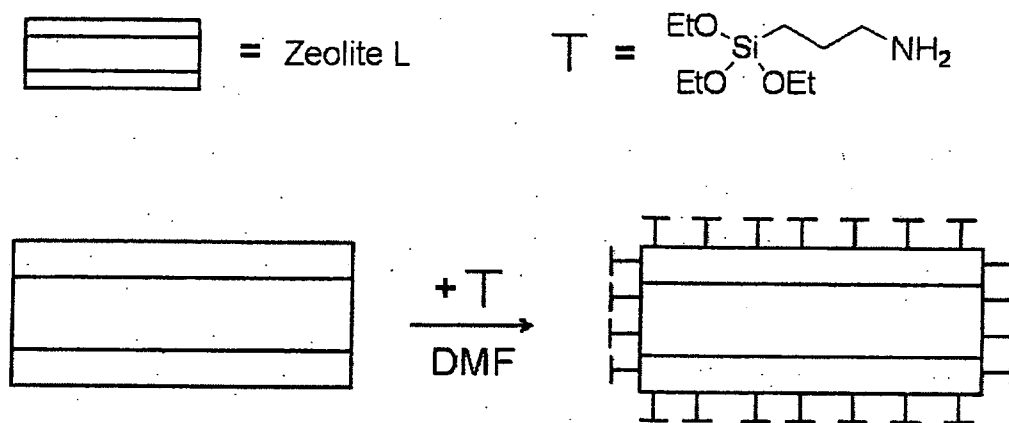 = Zeolite L
T = EtO Si NH₂
EtO OEt
+ T
DMF